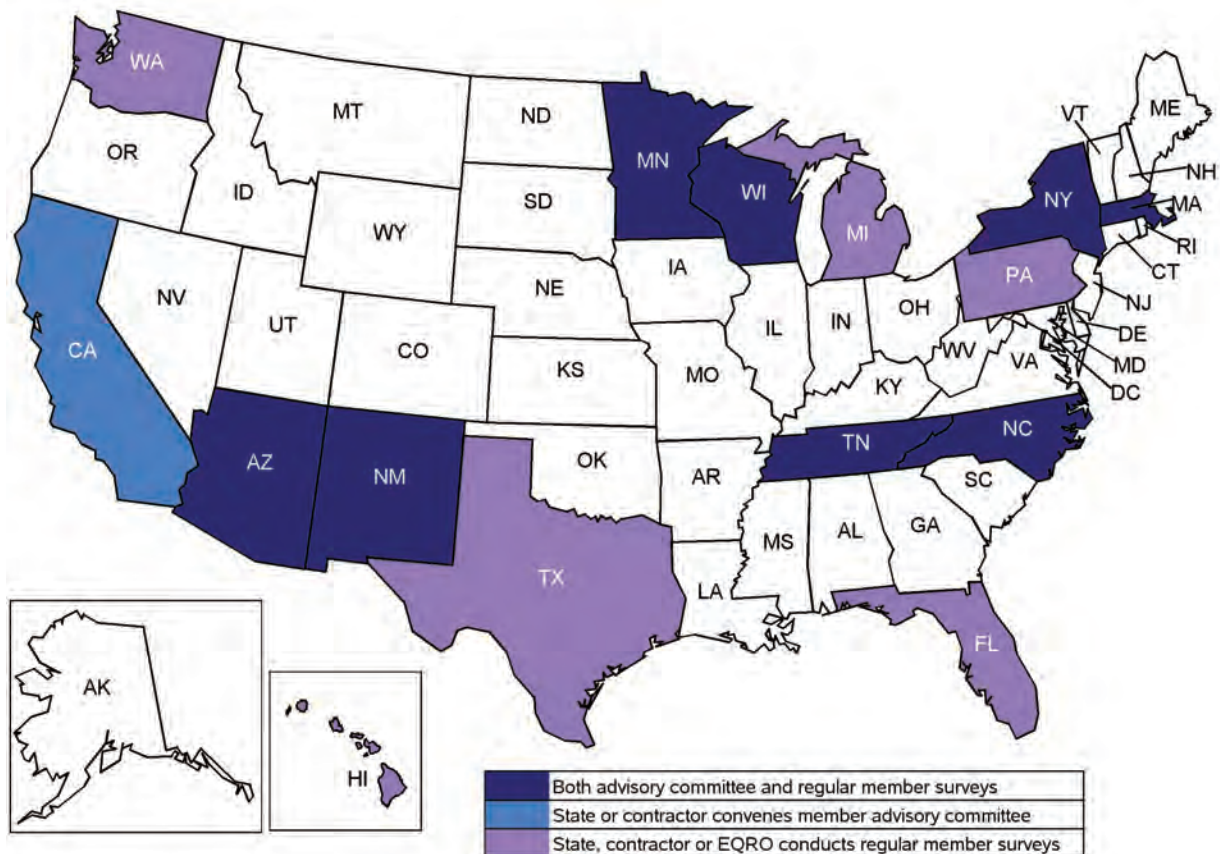 WA
MT
ND
MN
VT
ME
OR
ID
SD
WI
NY
NH
MA
WY
MI
RI
IA
PA
CT
NV
NE
NJ
UT
IL
IN
OH
DE
CA
CO
WV
VA
MD
KS
MO
KY
DC
AZ
NM
OK
TN
NC
AR
SC
MS
AL
GA
TX
LA
FL
AK
HI
Both advisory committee and regular member surveys
State or contractor convenes member advisory committee
State, contractor or EQRO conducts regular member surveys